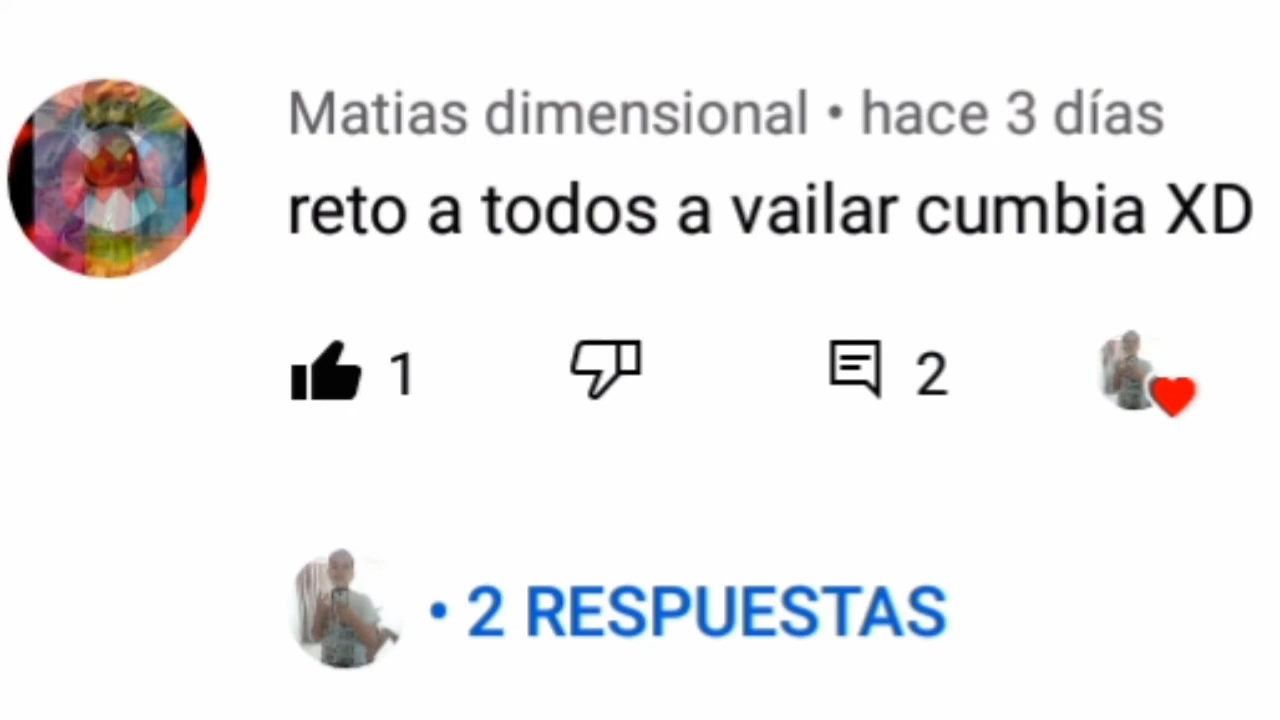 Matias dimensional • hace 3 días
reto a todos a vailar cumbia XD
1 2
• 2 RESPUESTAS